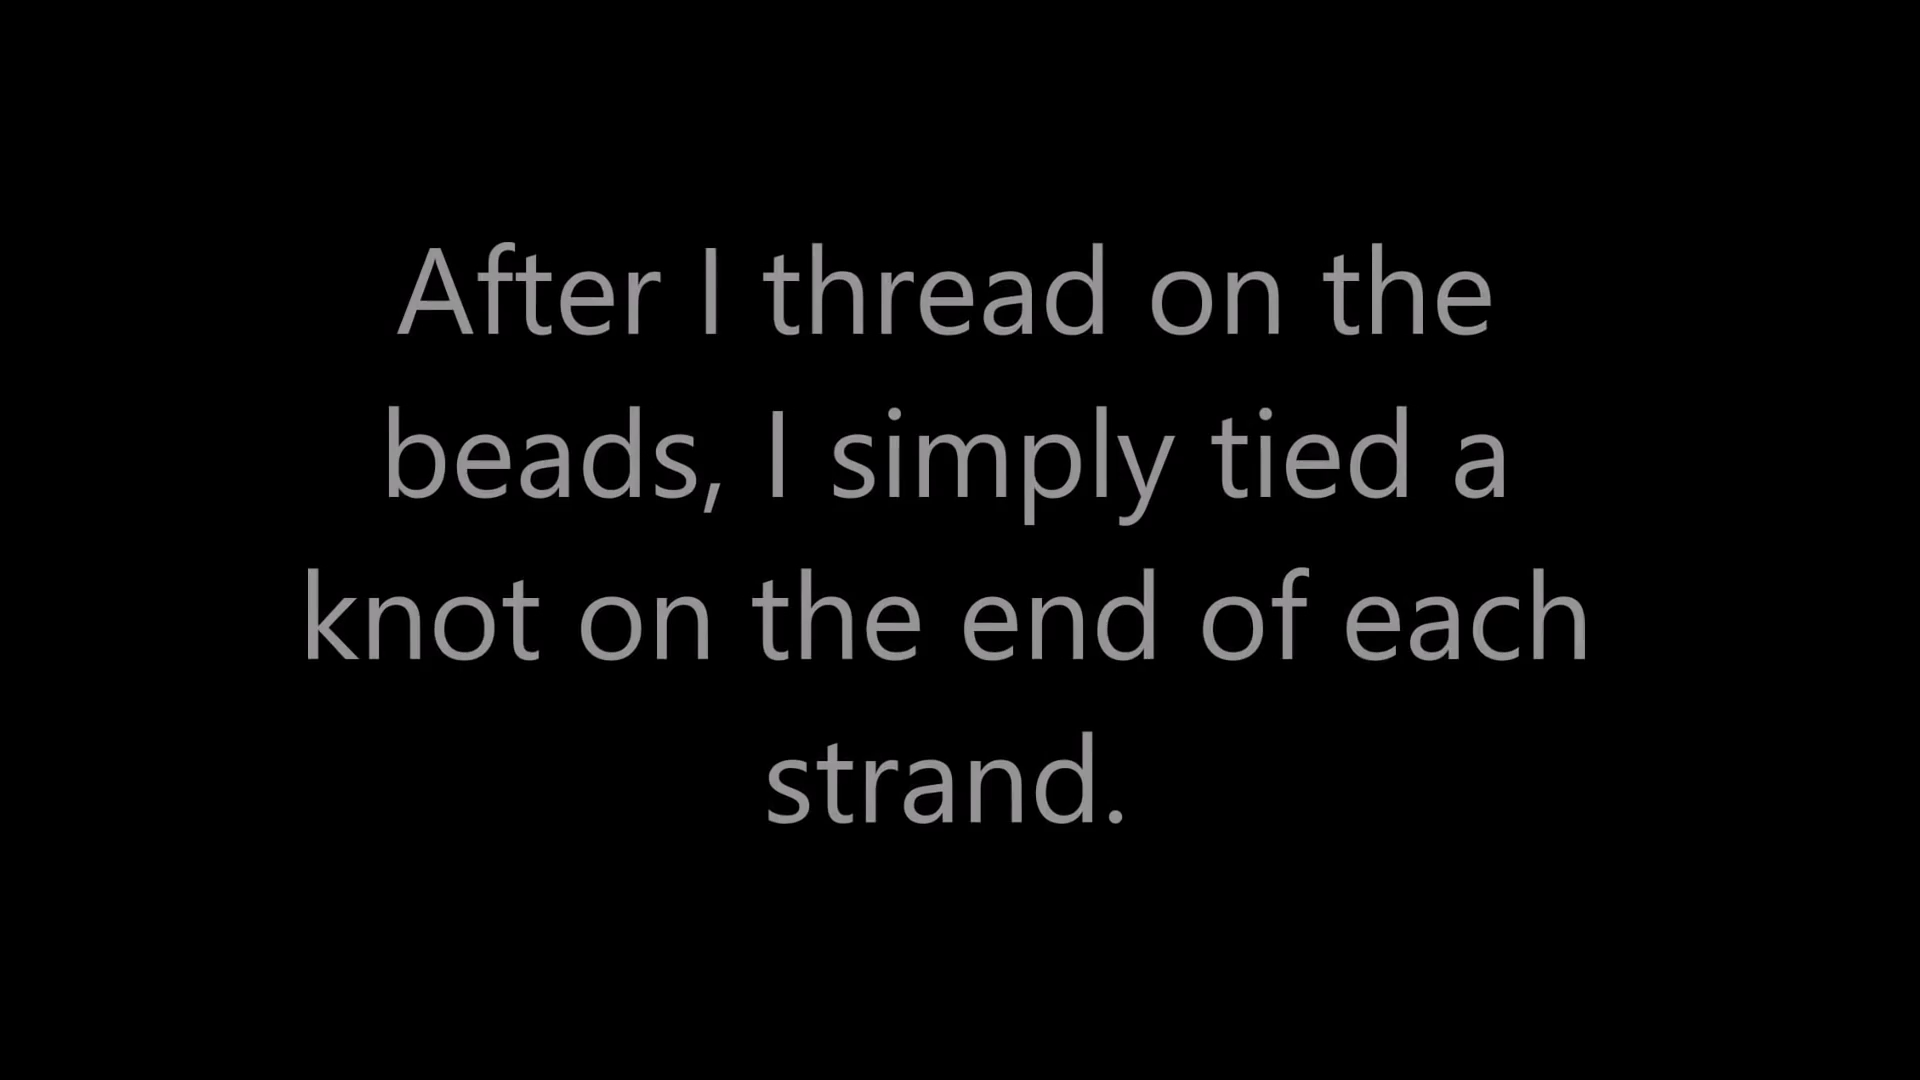 After I thread on the
beads, I simply tied a
knot on the end of each
strand.